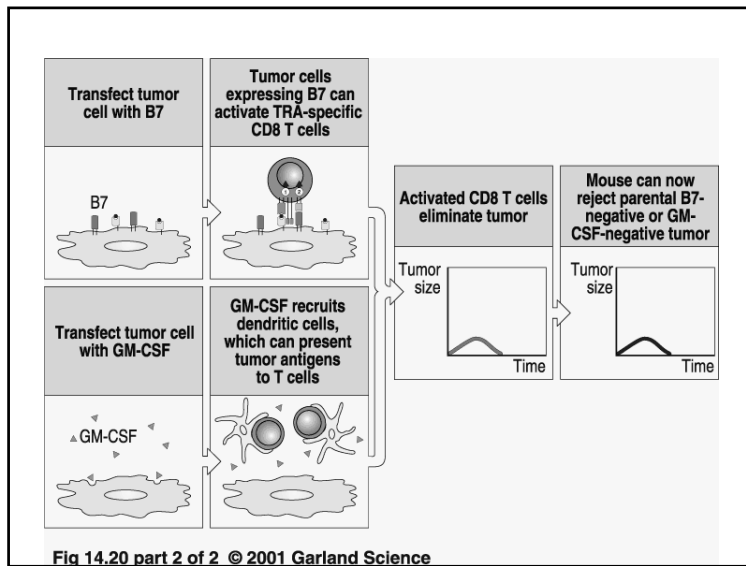 Transfect tumor
cell with B7
Tumor cells
expressing B7 can
activate TRA-specific
CD8 T cells
B7
1 2
Transfect tumor cell
with GM-CSF
GM-CSF recruits
dendritic cells,
which can present
tumor antigens
to T cells
GM-CSF
Activated CD8 T cells
eliminate tumor
Tumor
size
Time
Mouse can now
reject parental B7-
negative or GM-
CSF-negative tumor
Tumor
size
Time
Fig 14.20 part 2 of 2 © 2001 Garland Science